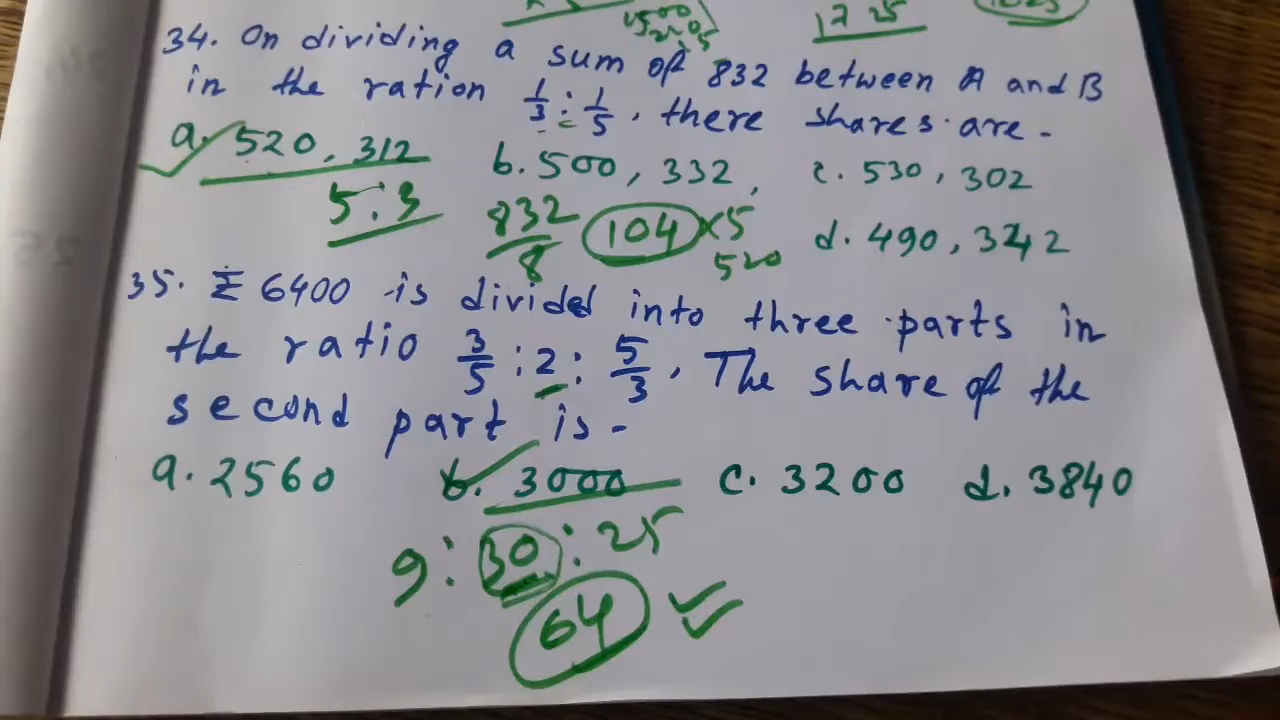 1725
34. On dividing a sum of 832 between A and B
in the ration 1/3 : 1/5, there shares are-
a. 520, 312 b. 500, 332, c. 530, 302
5:3 832/8 104 x5 d. 490, 342
520
35. ₹ 6400 is divided into three parts in
the ratio 3/5 : 2 : 5/3. The share of the
second part is-
a. 2560 b. 3000 c. 3200 d. 3840
9 : 30 : 25
64